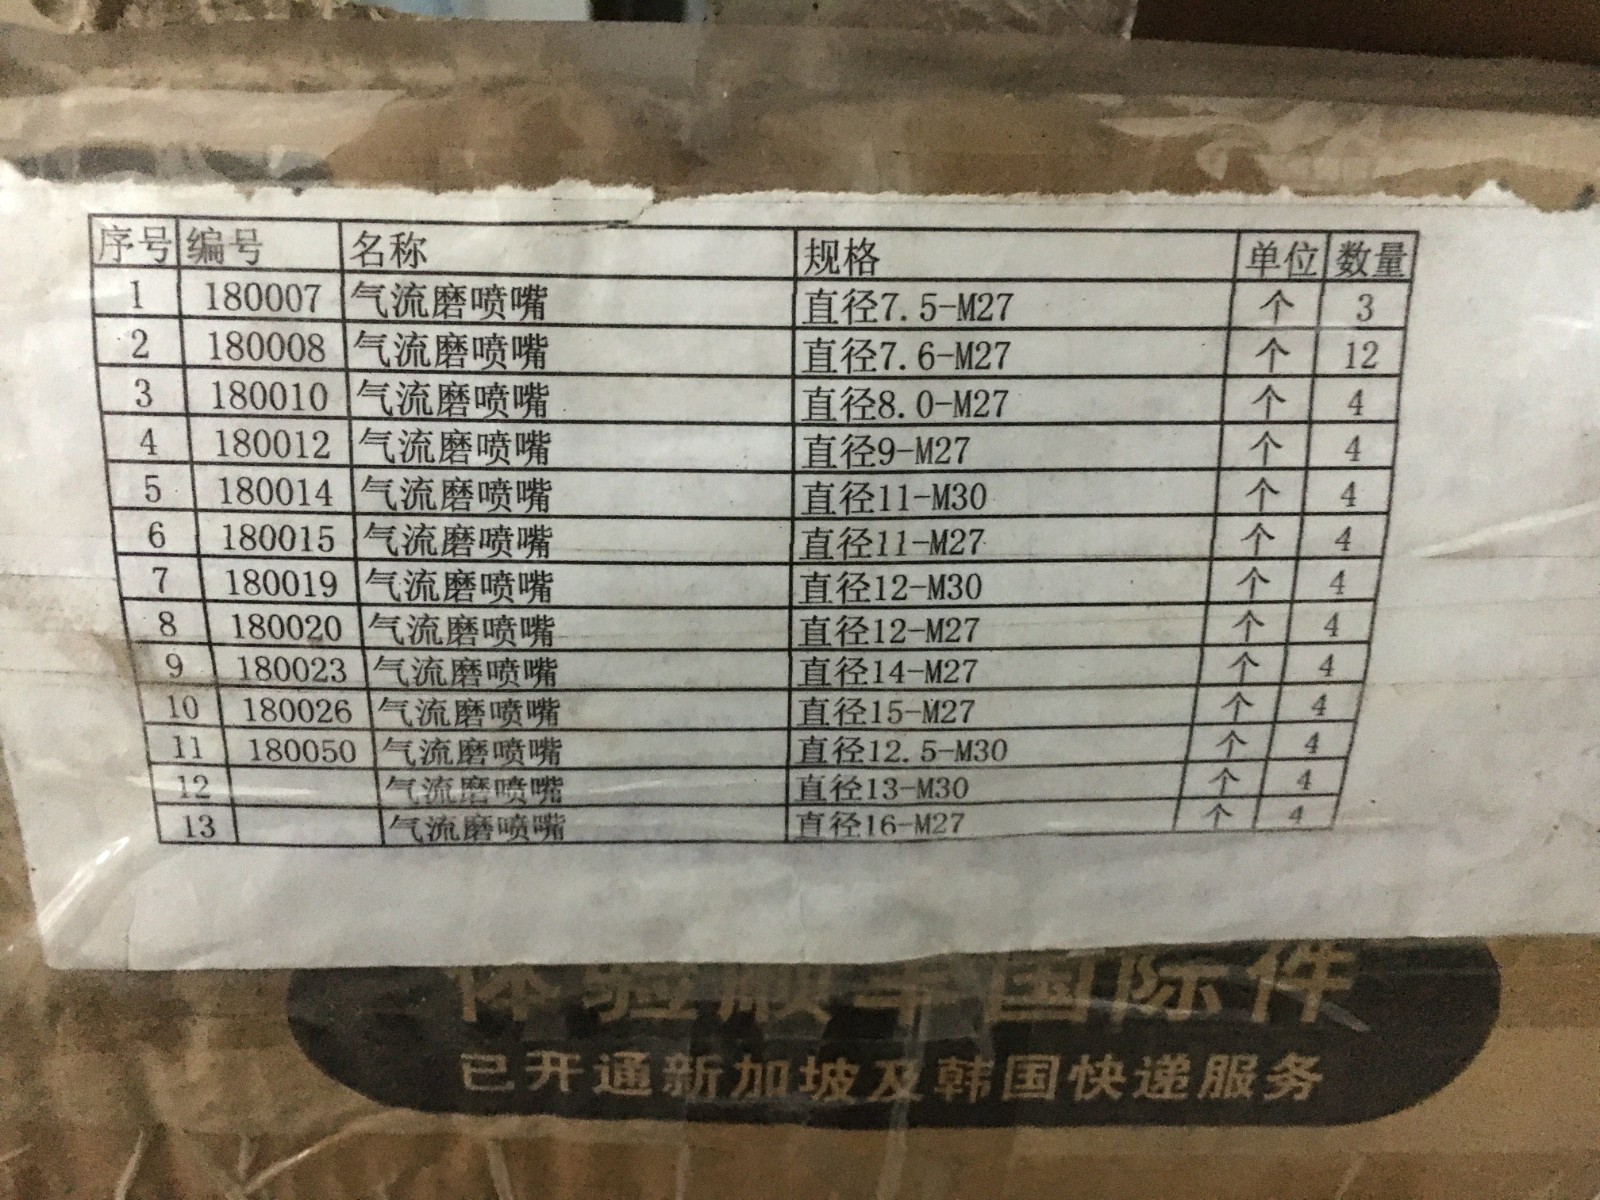 序号 编号 名称 规格 单位 数量
1 180007 气流磨喷嘴 直径7.5-M27 个 3
2 180008 气流磨喷嘴 直径7.6-M27 个 12
3 180010 气流磨喷嘴 直径8.0-M27 个 4
4 180012 气流磨喷嘴 直径9-M27 个 4
5 180014 气流磨喷嘴 直径11-M30 个 4
6 180015 气流磨喷嘴 直径11-M27 个 4
7 180019 气流磨喷嘴 直径12-M30 个 4
8 180020 气流磨喷嘴 直径12-M27 个 4
9 180023 气流磨喷嘴 直径14-M27 个 4
10 180026 气流磨喷嘴 直径15-M27 个 4
11 180050 气流磨喷嘴 直径12.5-M30 个 4
12 气流磨喷嘴 直径13-M30 个 4
13 气流磨喷嘴 直径16-M27 个 4
体验顺丰国际件
已开通新加坡及韩国快递服务